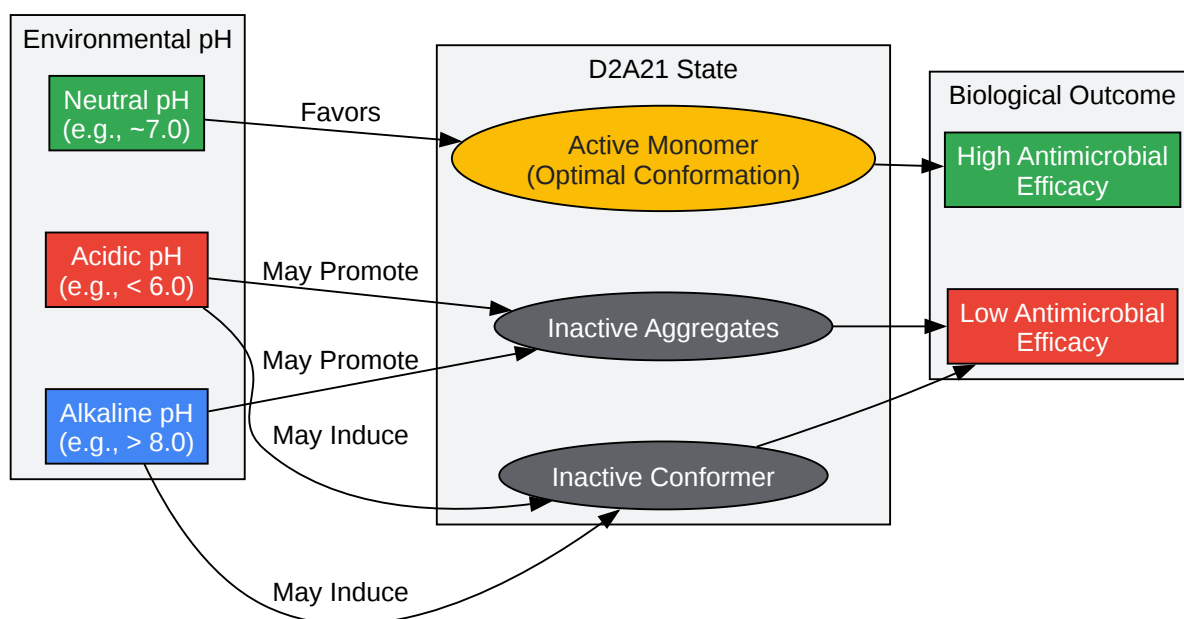 Environmental pH
Neutral pH
(e.g., ~7.0)
Acidic pH
(e.g., < 6.0)
Alkaline pH
(e.g., > 8.0)
Favors
May Promote
May Promote
May Induce
May Induce
D2A21 State
Active Monomer
(Optimal Conformation)
Inactive Aggregates
Inactive Conformer
Biological Outcome
High Antimicrobial
Efficacy
Low Antimicrobial
Efficacy